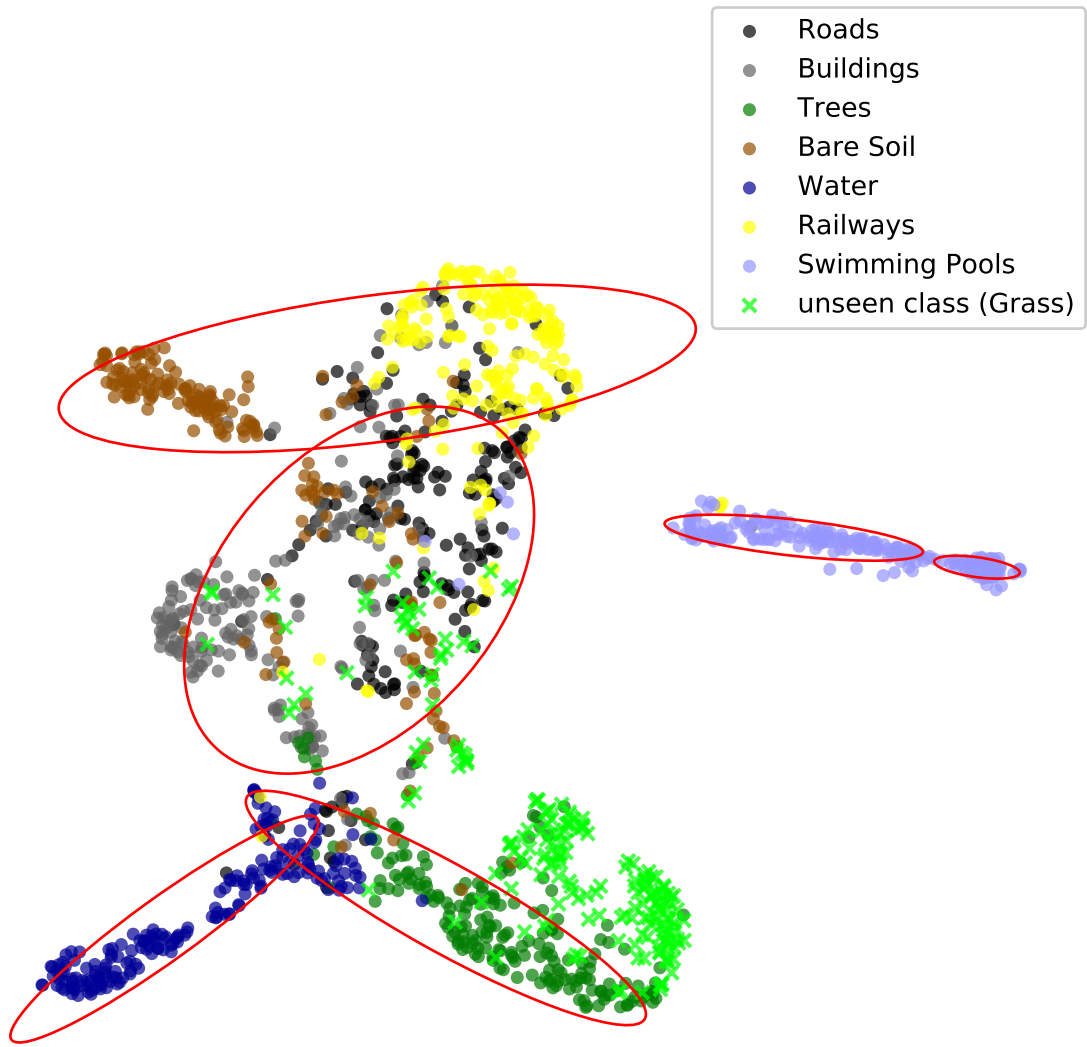 Roads
Buildings
Trees
Bare Soil
Water
Railways
Swimming Pools
unseen class (Grass)